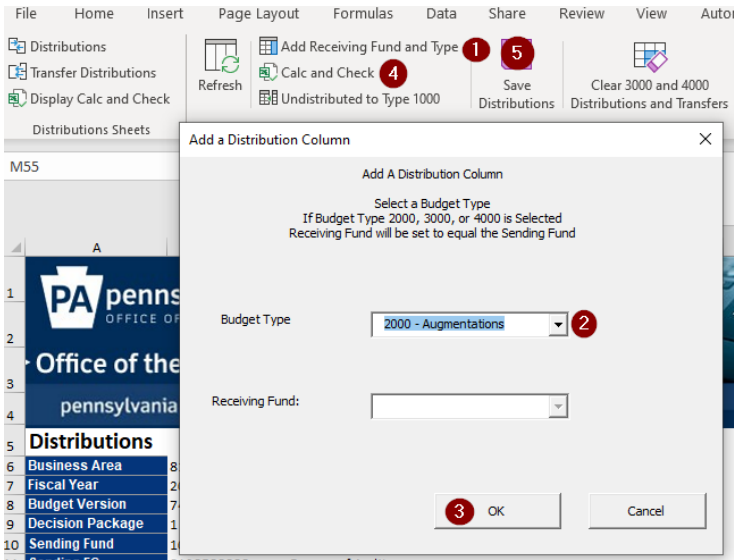 File Home Insert Page Layout Formulas Data Share Review View
Distributions
Transfer Distributions
Display Calc and Check
Distributions Sheets
Refresh
Add Receiving Fund and Type 1
Calc and Check 4
Undistributed to Type 1000
5
Save
Distributions
Clear 3000 and 4000
Distributions and Transfers
M55
Add a Distribution Column
Add A Distribution Column
Select a Budget Type
If Budget Type 2000, 3000, or 4000 is Selected
Receiving Fund will be set to equal the Sending Fund
Budget Type 2000 - Augmentations 2
Receiving Fund:
3 OK Cancel
A
1
2
3
4
5
6
7
8
9
10
PA penns
OFFICE OF
Office of the
pennsylvania
Distributions
Business Area 8
Fiscal Year
Budget Version
Decision Package 1
Sending Fund